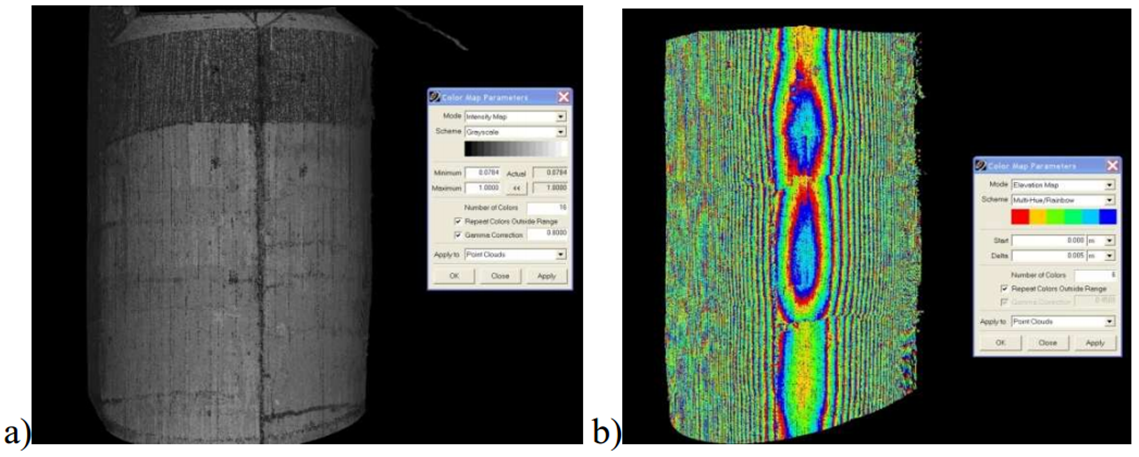 Color Map Parameters
Mode Intensity Map
Scheme Grayscale
Minimum 0.0784 Actual 0.0784
Maximum 1.0000 << 1.0000
Number of Colors 16
Repeat Colors Outside Range
Gamma Correction 0.8000
Apply to Point Clouds
OK Close Apply
a)
Color Map Parameters
Mode Elevation Map
Scheme Multi-Hue/Rainbow
Start 0.000 m
Delta 0.005 m
Number of Colors 6
Repeat Colors Outside Range
Gamma Correction
Apply to Point Clouds
OK Close Apply
b)